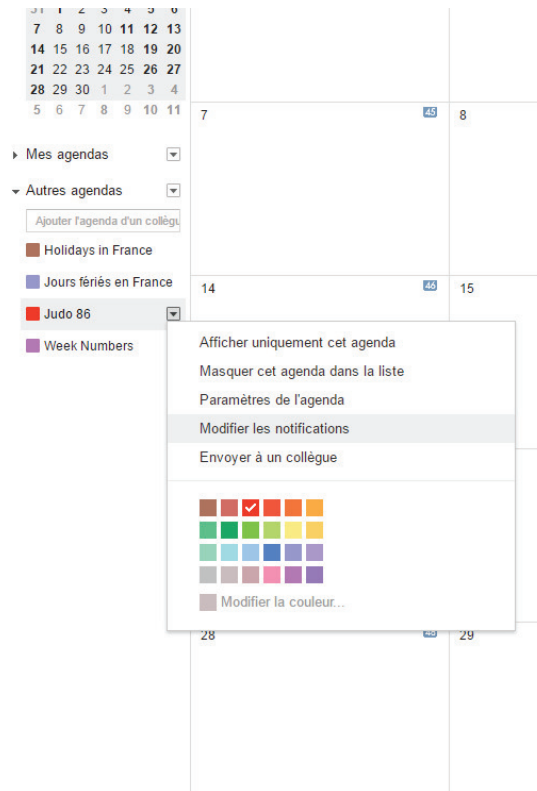 31 1 2 3 4 5 6
7 8 9 10 11 12 13
14 15 16 17 18 19 20
21 22 23 24 25 26 27
28 29 30 1 2 3 4
5 6 7 8 9 10 11
Mes agendas
Autres agendas
Ajouter l'agenda d'un collègu
Holidays in France
Jours fériés en France
Judo 86
Week Numbers
7 45 8
14 46 15
Afficher uniquement cet agenda
Masquer cet agenda dans la liste
Paramètres de l'agenda
Modifier les notifications
Envoyer à un collègue
Modifier la couleur...
28 48 29